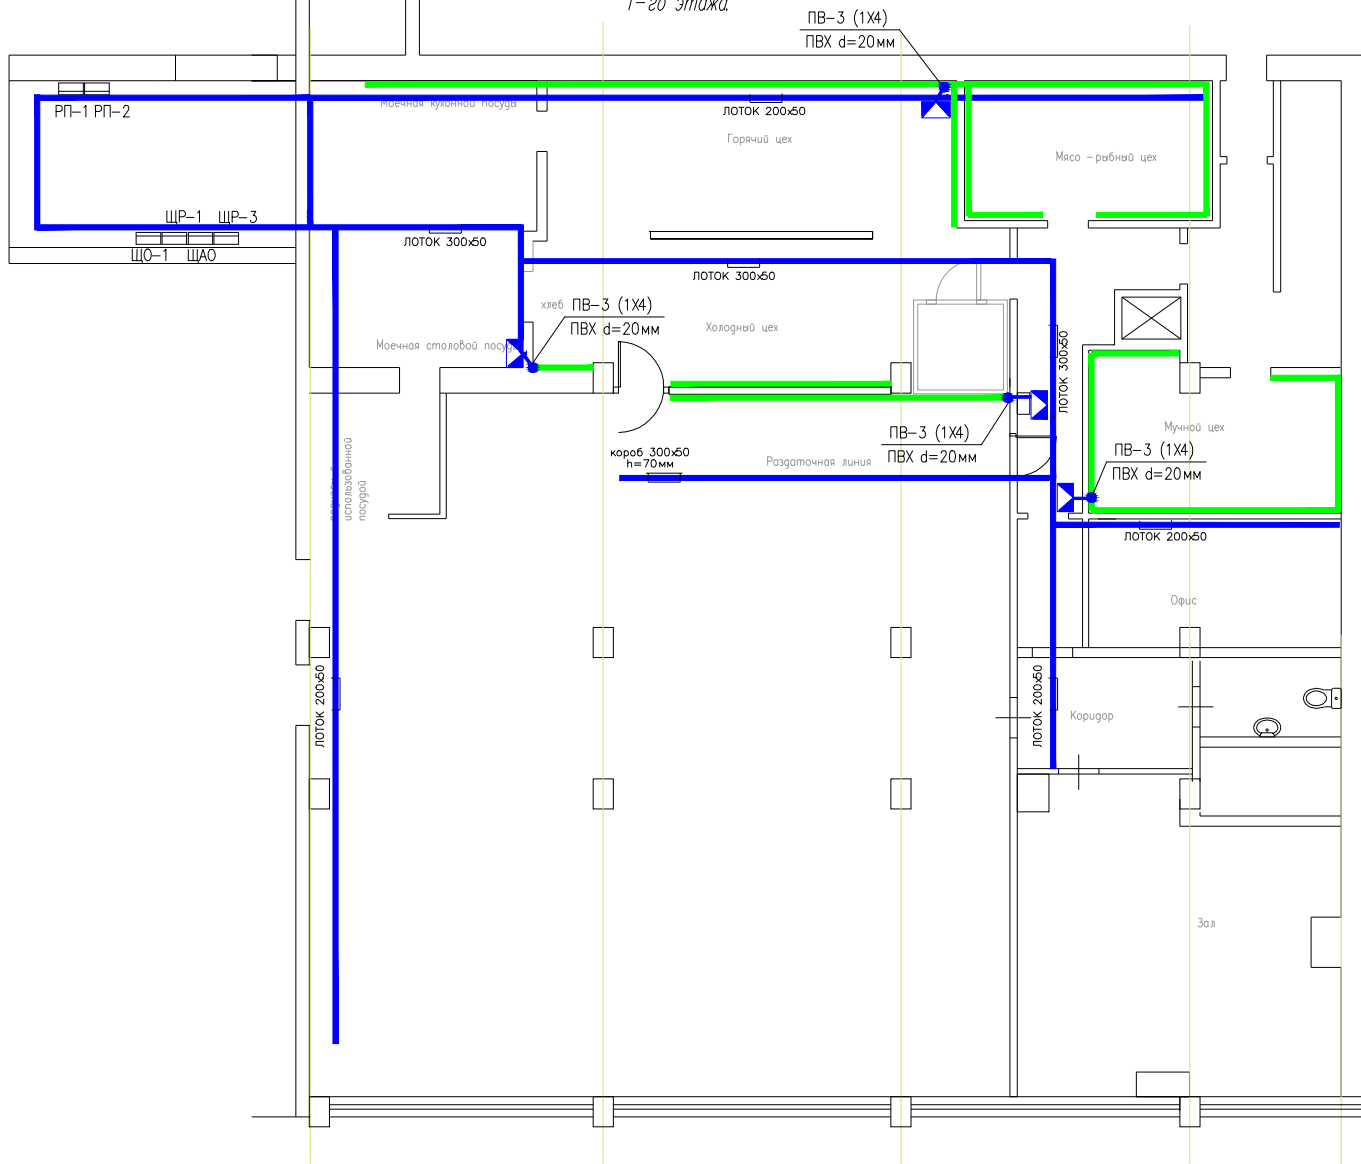 1-го этажа
ПВ-3 (1Х4)
ПВХ d=20мм
РП-1 РП-2
Моечная кухонной посуды
ЛОТОК 200х50
Горячий цех
Мясо -рыбный цех
ЩР-1 ЩР-3
ЩО-1 ЩАО
ЛОТОК 300х50
ЛОТОК 300х50
хлеб
ПВ-3 (1Х4)
ПВХ d=20мм
Холодный цех
Моечная столовой посуды
ЛОТОК 300х50
ПВ-3 (1Х4)
ПВХ d=20мм
Мучной цех
ПВ-3 (1Х4)
ПВХ d=20мм
короб 300х50
h=70мм
Раздаточная линия
использованной
посудой
ЛОТОК 200х50
Офис
ЛОТОК 200х50
ЛОТОК 200х50
Коридор
Зал